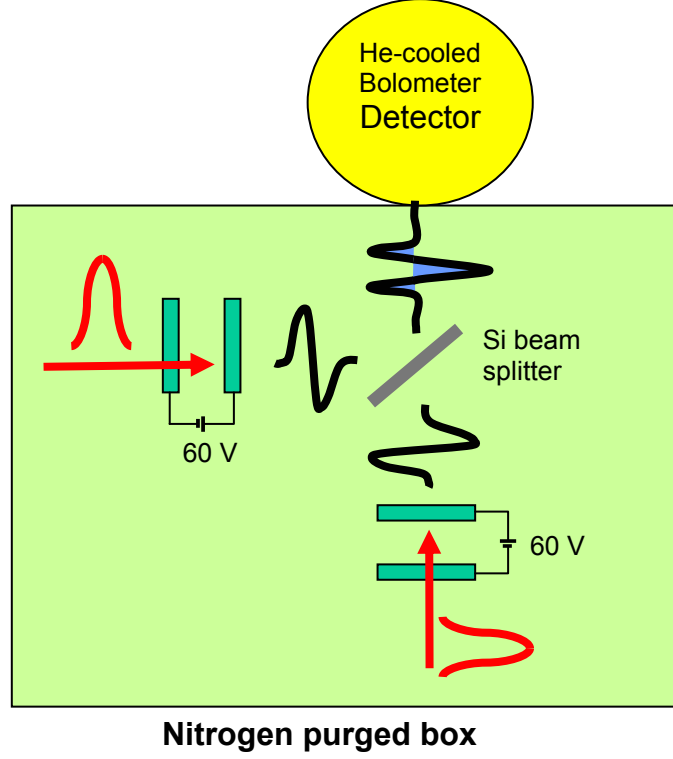 He-cooled
Bolometer
Detector
Si beam
splitter
60 V
60 V
Nitrogen purged box